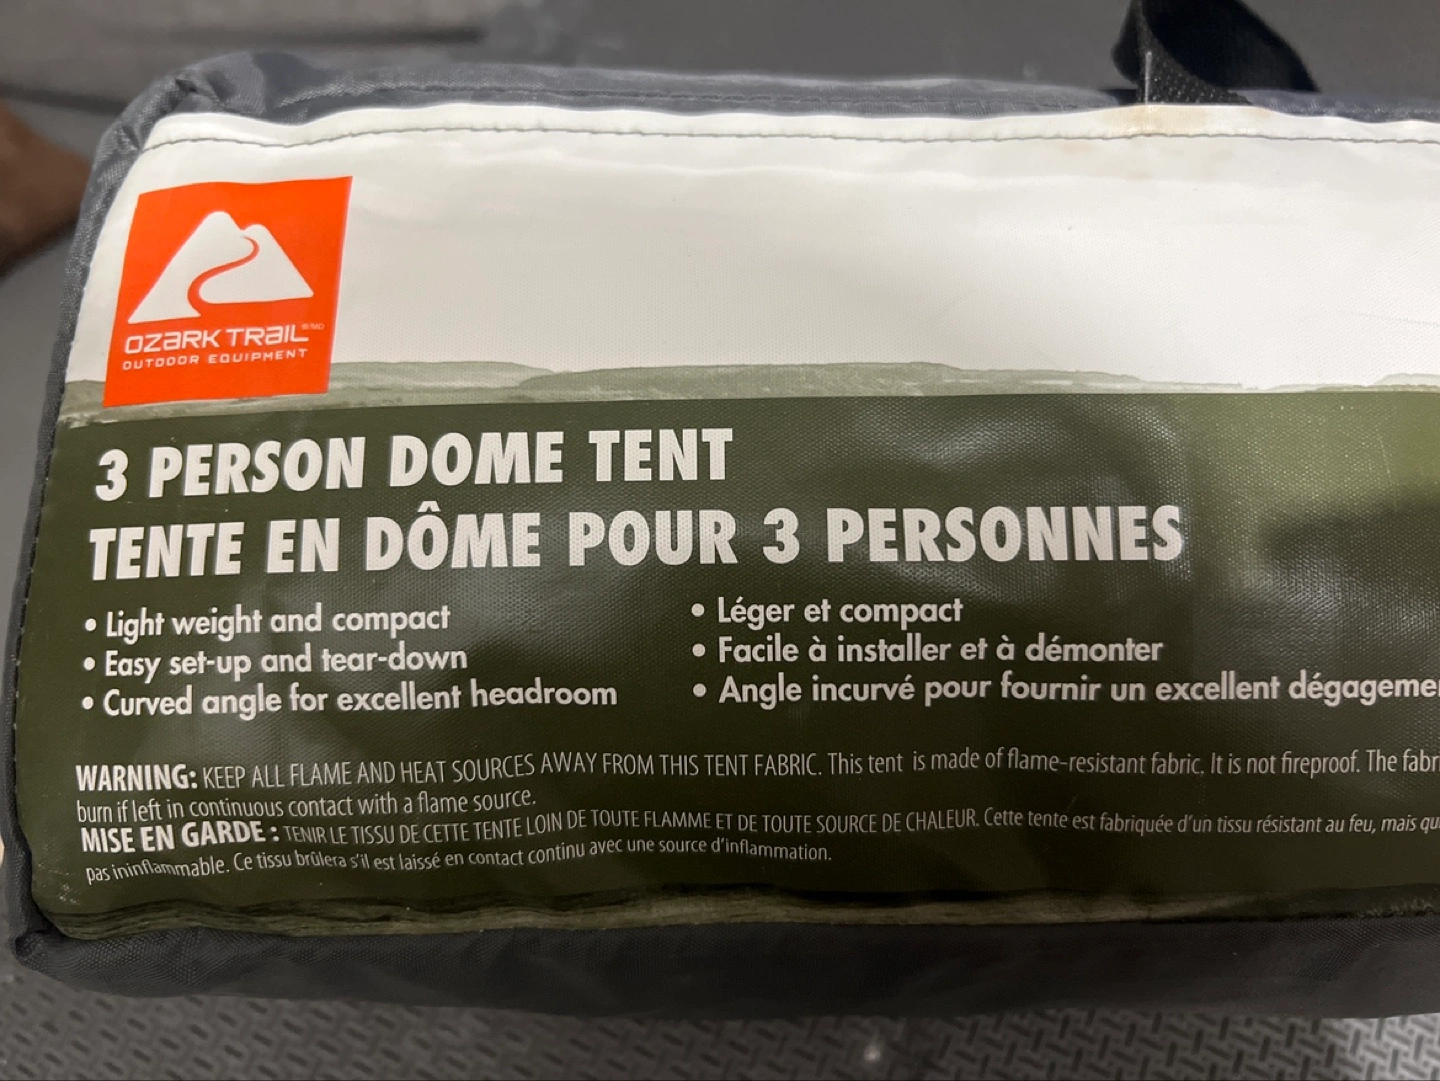 OZARK TRAIL
OUTDOOR EQUIPMENT
3 PERSON DOME TENT
TENTE EN DÔME POUR 3 PERSONNES
• Light weight and compact
• Easy set-up and tear-down
• Curved angle for excellent headroom
• Léger et compact
• Facile à installer et à démonter
• Angle incurvé pour fournir un excellent
WARNING: KEEP ALL FLAME AND HEAT SOURCES AWAY FROM THIS TENT FABRIC. This tent is made of flame-resistant fabric. It is not fireproof. The
burn if left in continuous contact with a flame source.
MISE EN GARDE : TENIR LE TISSU DE CETTE TENTE LOIN DE TOUTE FLAMME ET DE TOUTE SOURCE DE CHALEUR. Cette tente est fabriquée d'un tissu résistant au feu, mais
pas ininflammable. Ce tissu brûlera s'il est laissé en contact continu avec une source d'inflammation.